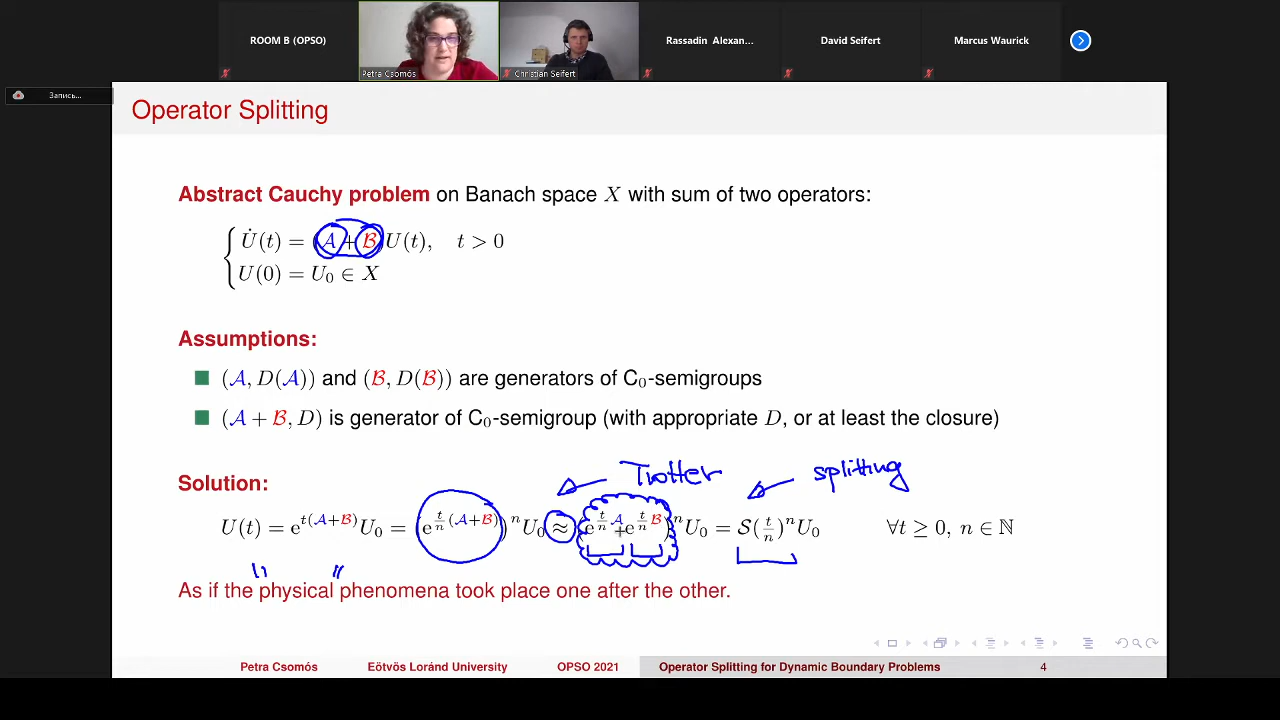 ROOM B (OPSO)
Petra Csomós
Christian Seifert
Rassadin Alexan...
David Seifert
Marcus Waurick
Запись...
Operator Splitting
Abstract Cauchy problem on Banach space X with sum of two operators:
U̇(t) = (𝒜 + ℬ)U(t), t > 0
U(0) = U₀ ∈ X
Assumptions:
(𝒜, D(𝒜)) and (ℬ, D(ℬ)) are generators of C₀-semigroups
(𝒜 + ℬ, D) is generator of C₀-semigroup (with appropriate D, or at least the closure)
Trotter splitting
Solution:
U(t) = e^{t(𝒜+ℬ)}U₀ = (e^{t/n (𝒜+ℬ)})ⁿU₀ ≈ (e^{t/n 𝒜} e^{t/n ℬ})ⁿU₀ = 𝒮(t/n)ⁿU₀ ∀t ≥ 0, n ∈ ℕ
As if the "physical" phenomena took place one after the other.
Petra Csomós Eötvös Loránd University OPSO 2021 Operator Splitting for Dynamic Boundary Problems 4